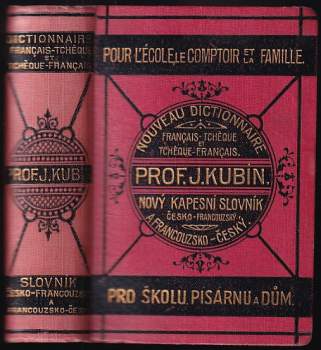 DICTIONNAIRE
FRANÇAIS-TCHÈQUE
ET
TCHÈQUE-FRANÇAIS.
PROF. J. KUBIN
SLOVNÍK
ČESKO-FRANCOUZSKÝ
A
FRANCOUZSKO-ČESKÝ
POUR L'ÉCOLE, LE COMPTOIR ET LA FAMILLE.
NOUVEAU DICTIONNAIRE
FRANÇAIS-TCHÈQUE
ET
TCHÈQUE-FRANÇAIS.
PROF. J. KUBIN.
NOVÝ KAPESNÍ SLOVNÍK
ČESKO-FRANCOUZSKÝ
A FRANCOUZSKO-ČESKÝ
PRO ŠKOLU, PÍSÁRNU A DŮM.